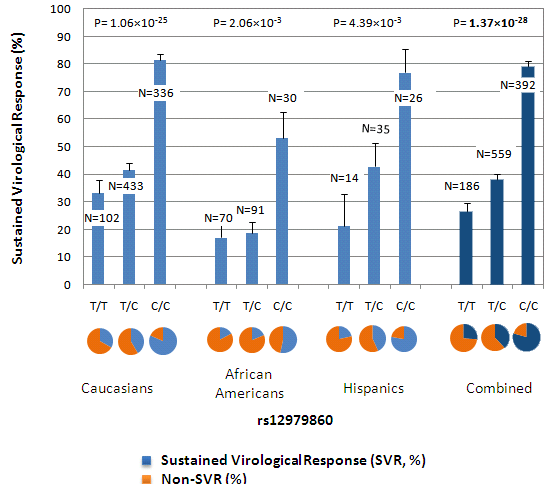 Sustained Virological Response (%)
100
90
80
70
60
50
40
30
20
10
0
P= 1.06×10-25
P= 2.06×10-3
P= 4.39×10-3
P= 1.37×10-28
N=102
N=433
N=336
N=70
N=91
N=30
N=14
N=35
N=26
N=186
N=559
N=392
T/T T/C C/C
T/T T/C C/C
T/T T/C C/C
T/T T/C C/C
Caucasians
African
Americans
Hispanics
Combined
rs12979860
Sustained Virological Response (SVR, %)
Non-SVR (%)